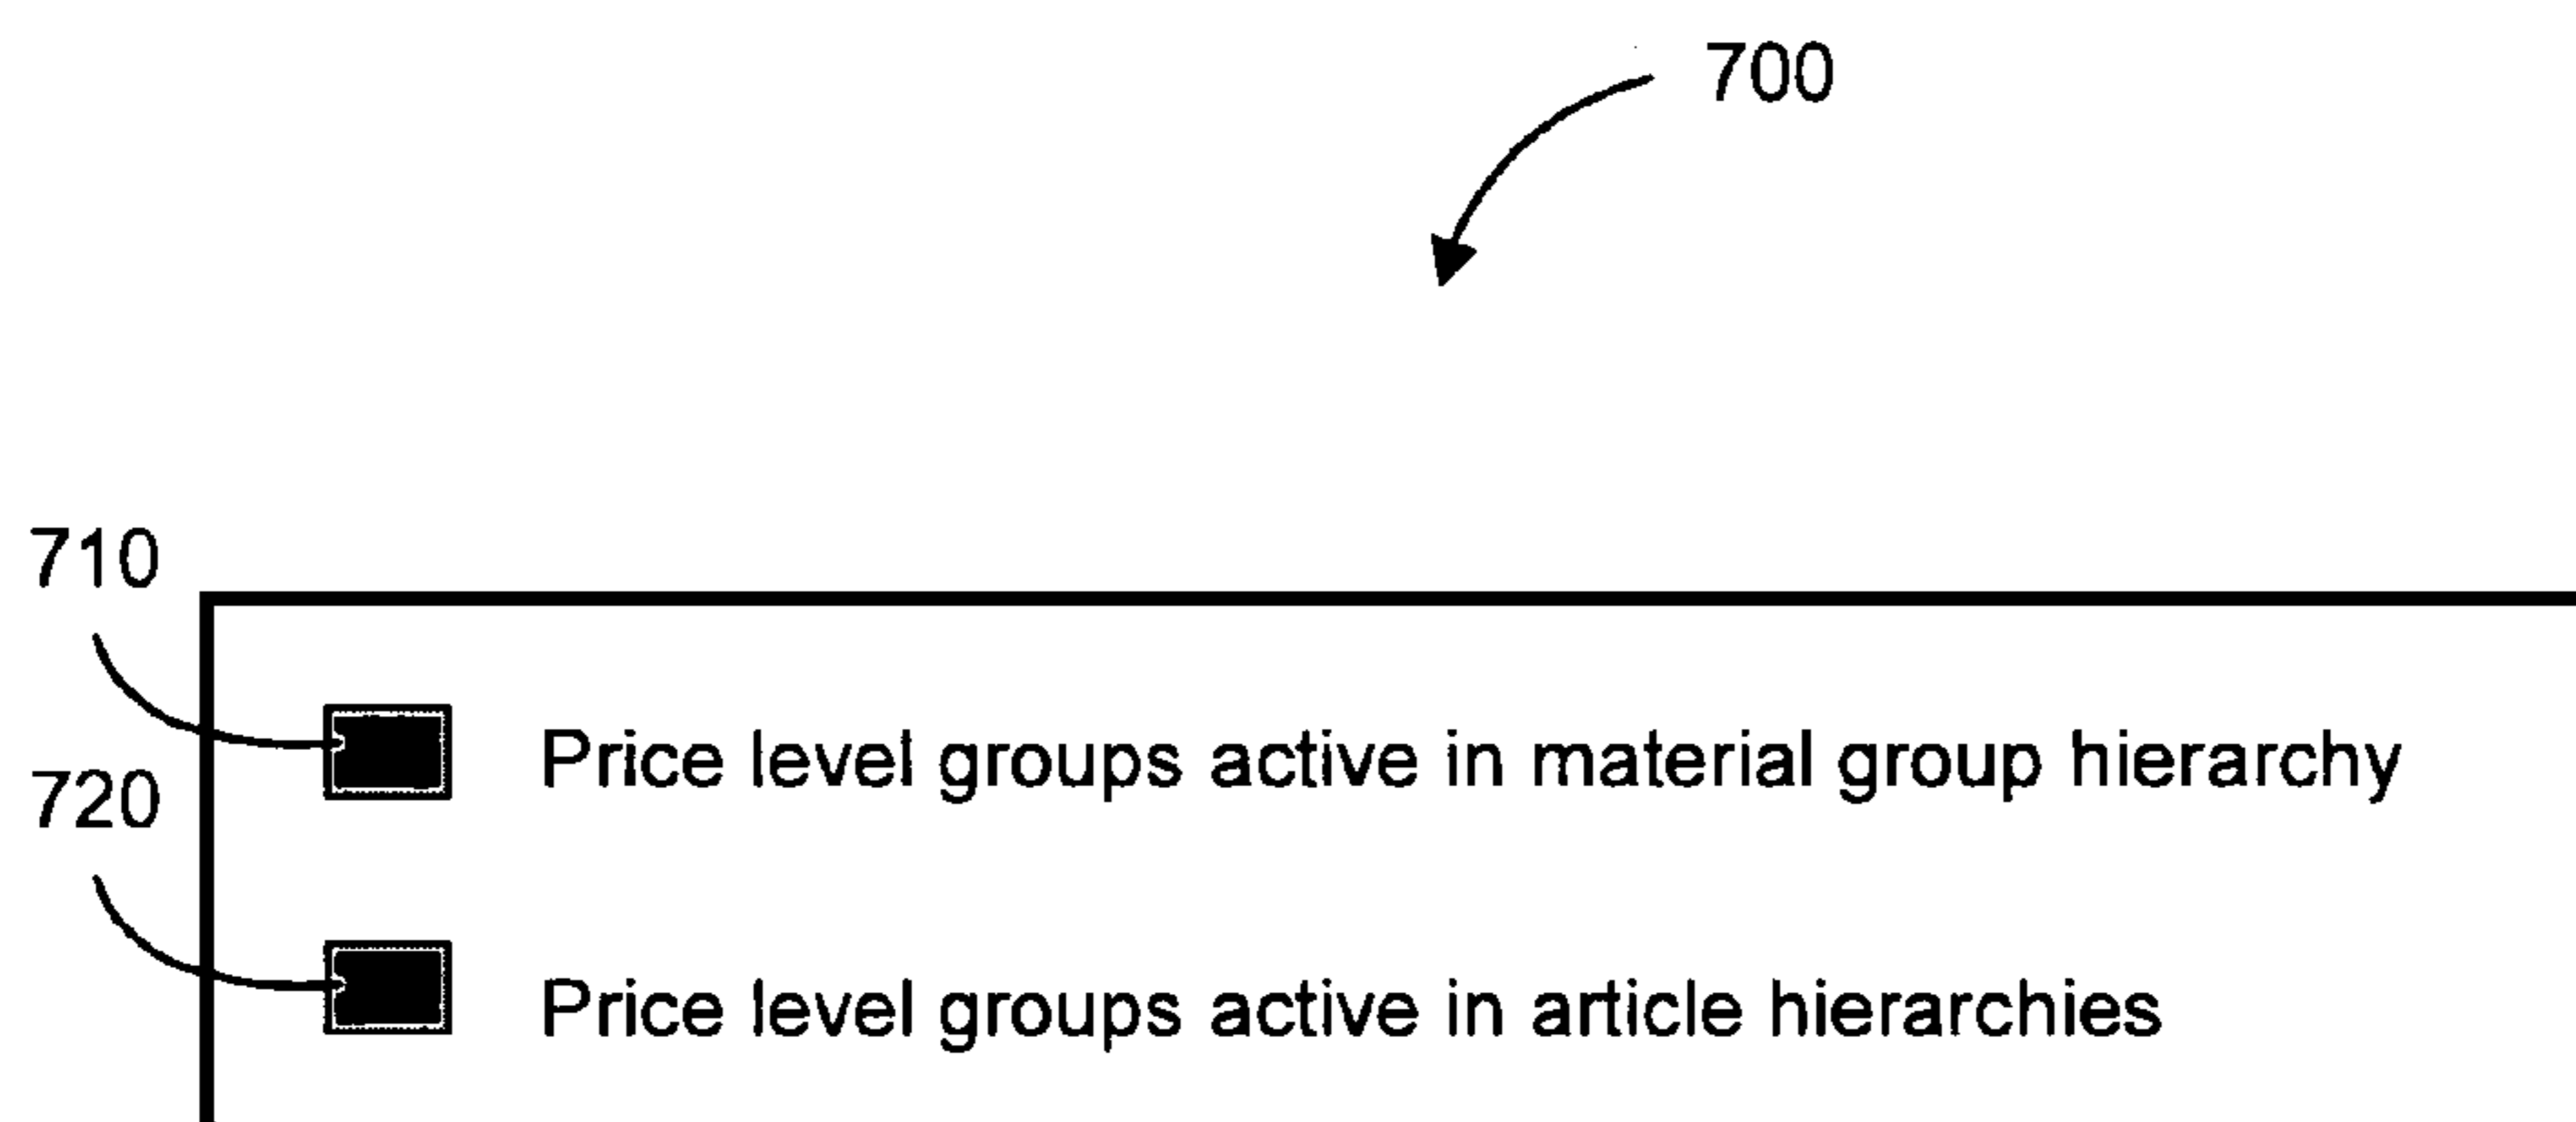 700
710
Price level groups active in material group hierarchy
720
Price level groups active in article hierarchies